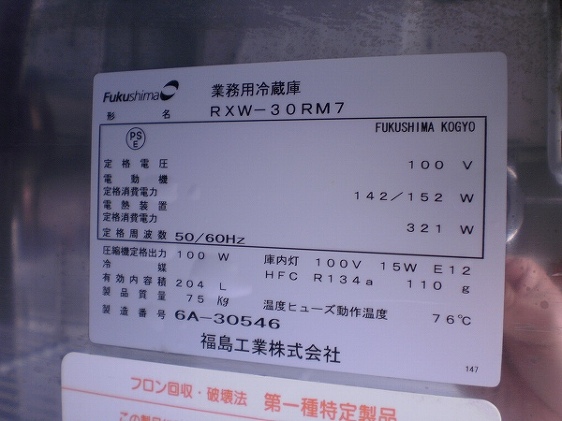 Fukushima 業務用冷蔵庫
形 名 RXW-30RM7
PS E FUKUSHIMA KOGYO
定格電圧 100 V
電動機
定格消費電力 142/152 W
電熱装置
定格消費電力 321 W
定格周波数 50/60Hz
圧縮機定格出力 100 W 庫内灯 100V 15W E12
冷 媒 HFC R134a 110 g
有効内容積 204 L
製品質量 75 Kg 温度ヒューズ動作温度 76℃
製造番号 6A-30546
福島工業株式会社
147
フロン回収・破壊法 第一種特定製品